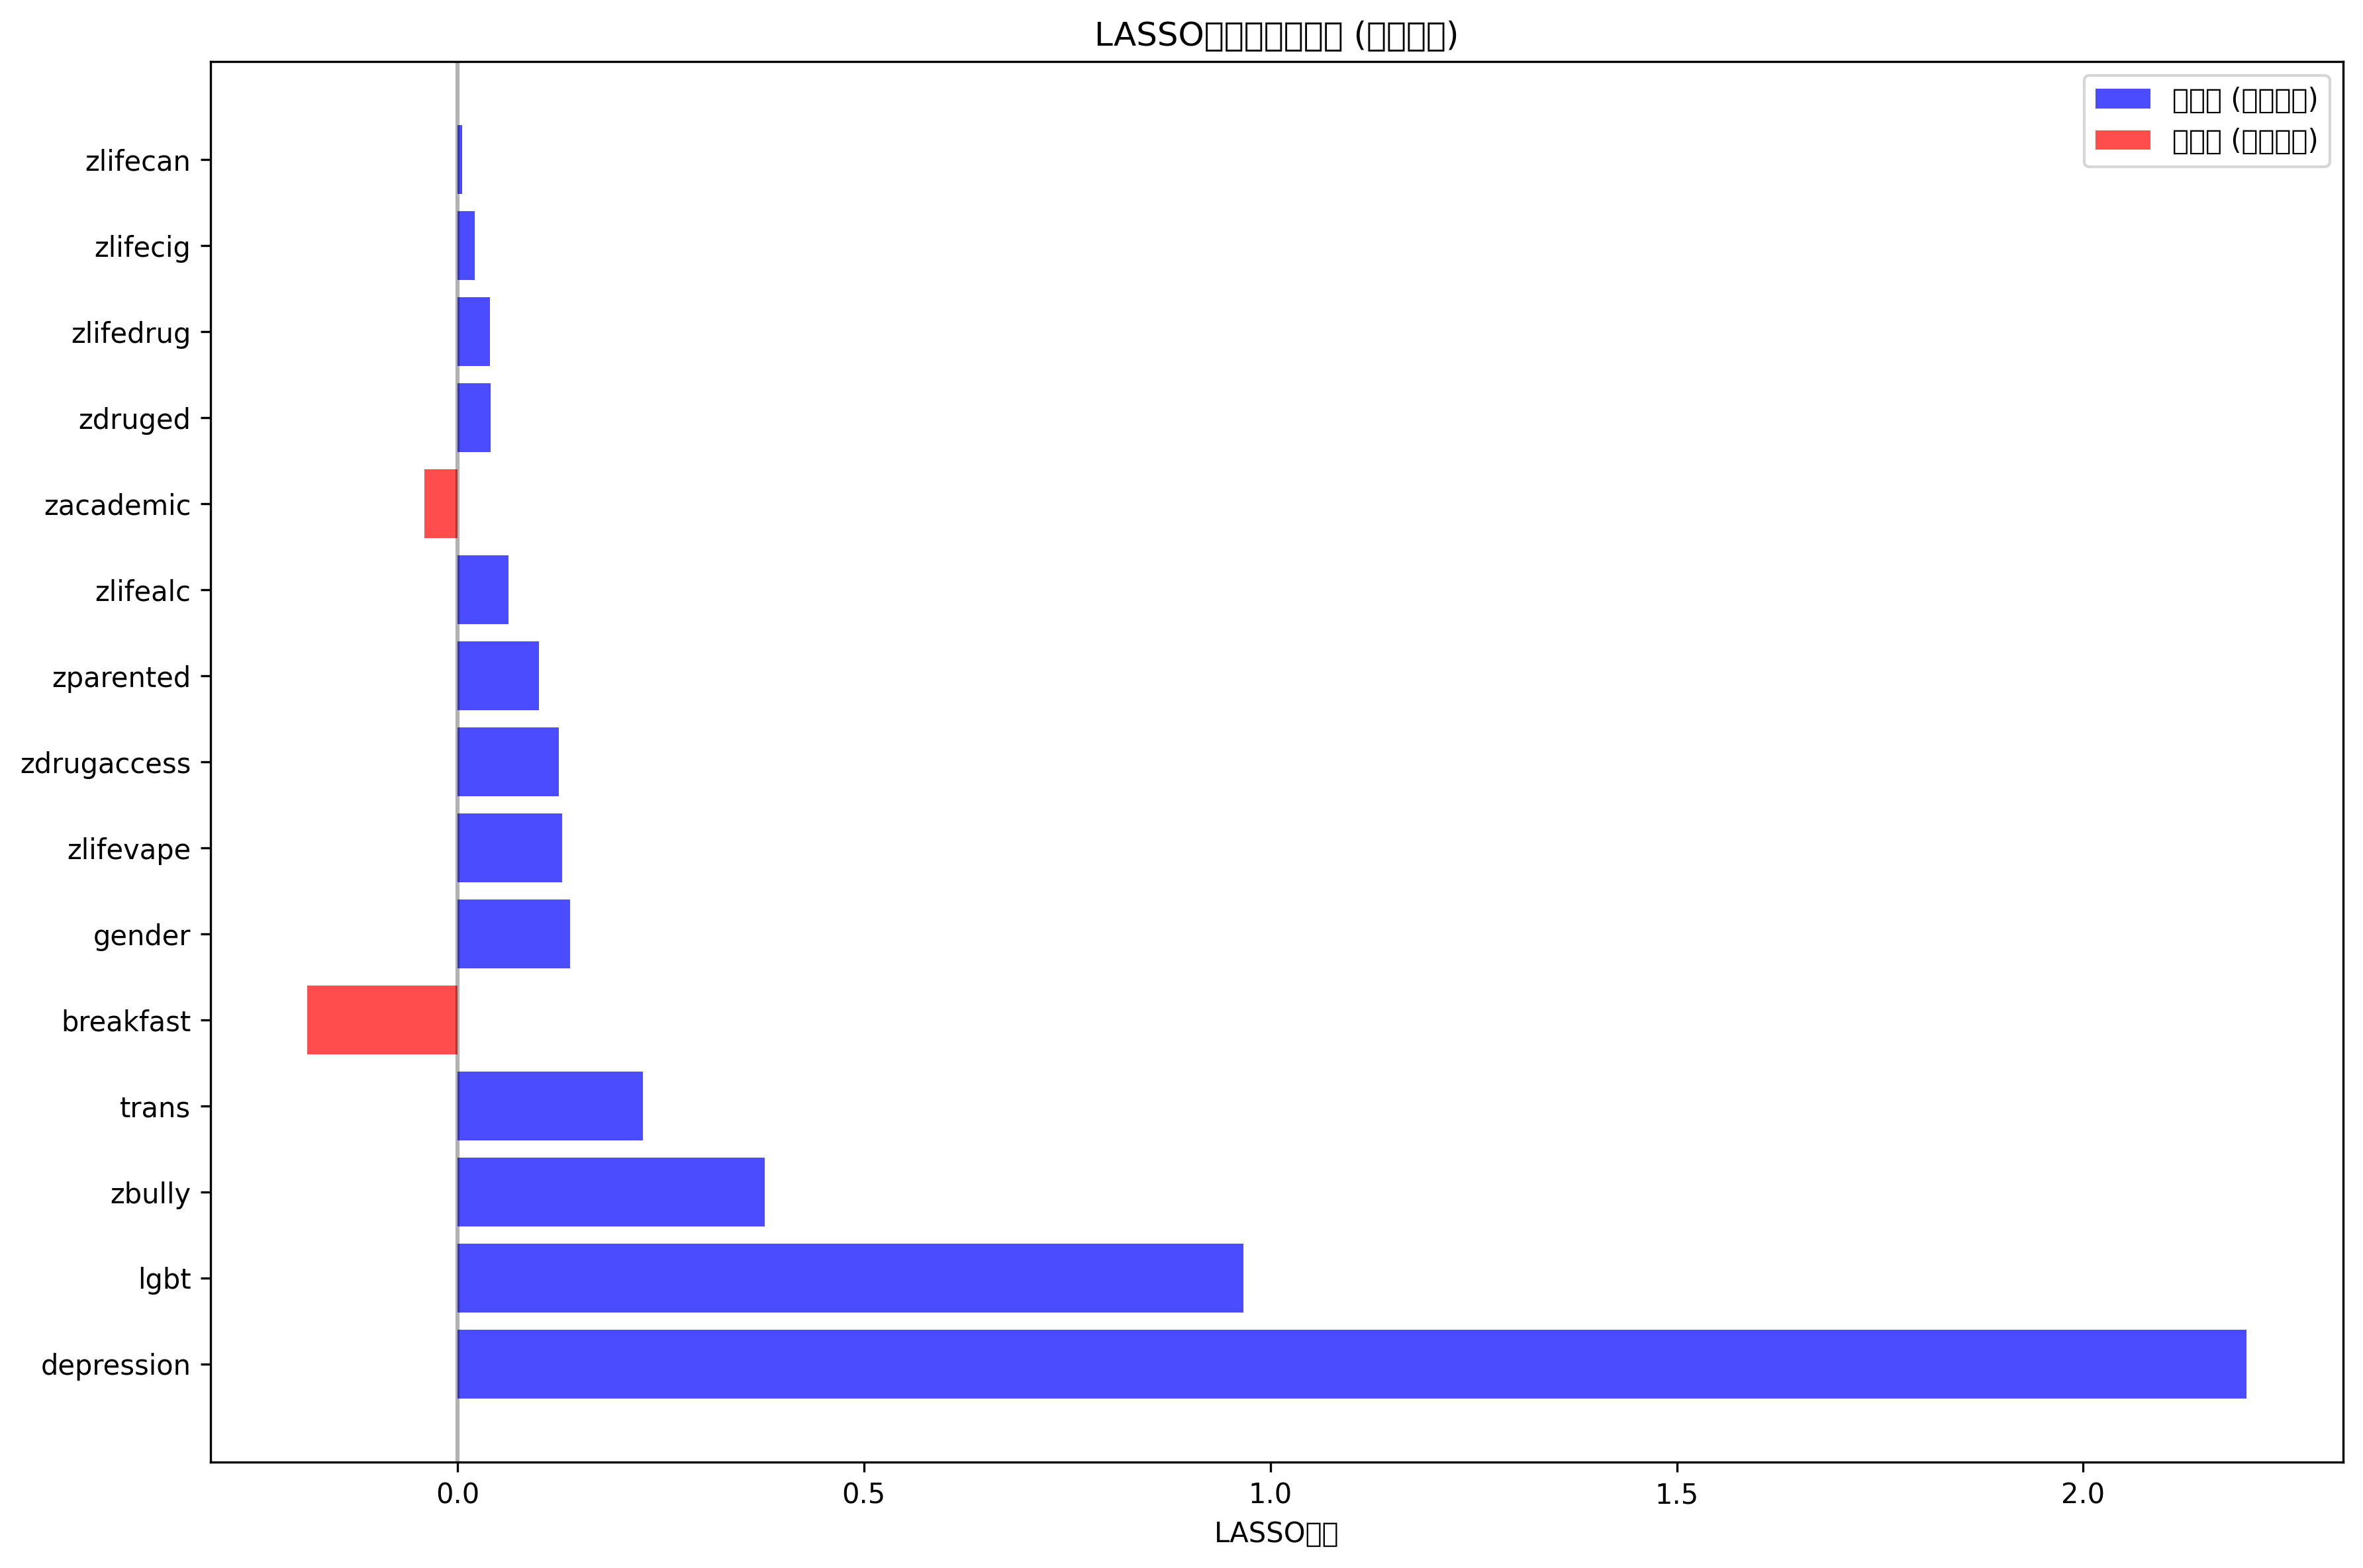 LASSO□□□□□□□ (□□□□)
□□□ (□□□□)
□□□ (□□□□)
zlifecan
zlifecig
zlifedrug
zdruged
zacademic
zlifealc
zparented
zdrugaccess
zlifevape
gender
breakfast
trans
zbully
lgbt
depression
0.0 0.5 1.0 1.5 2.0
LASSO□□